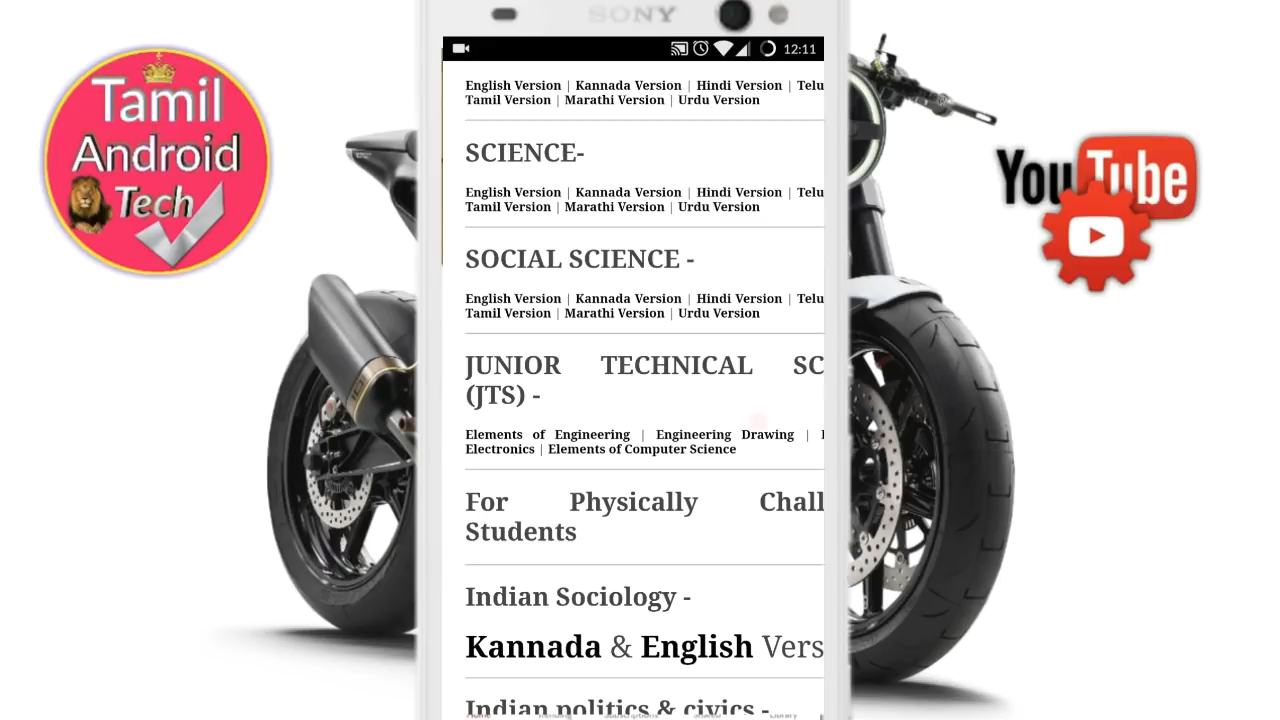 SONY
12:11
Tamil
Android
Tech
YouTube
English Version | Kannada Version | Hindi Version | Telu
Tamil Version | Marathi Version | Urdu Version
SCIENCE-
English Version | Kannada Version | Hindi Version | Telu
Tamil Version | Marathi Version | Urdu Version
SOCIAL SCIENCE -
English Version | Kannada Version | Hindi Version | Telu
Tamil Version | Marathi Version | Urdu Version
JUNIOR TECHNICAL SC
(JTS) -
Elements of Engineering | Engineering Drawing |
Electronics | Elements of Computer Science
For Physically Chall
Students
Indian Sociology -
Kannada & English Vers
Indian politics & civics -